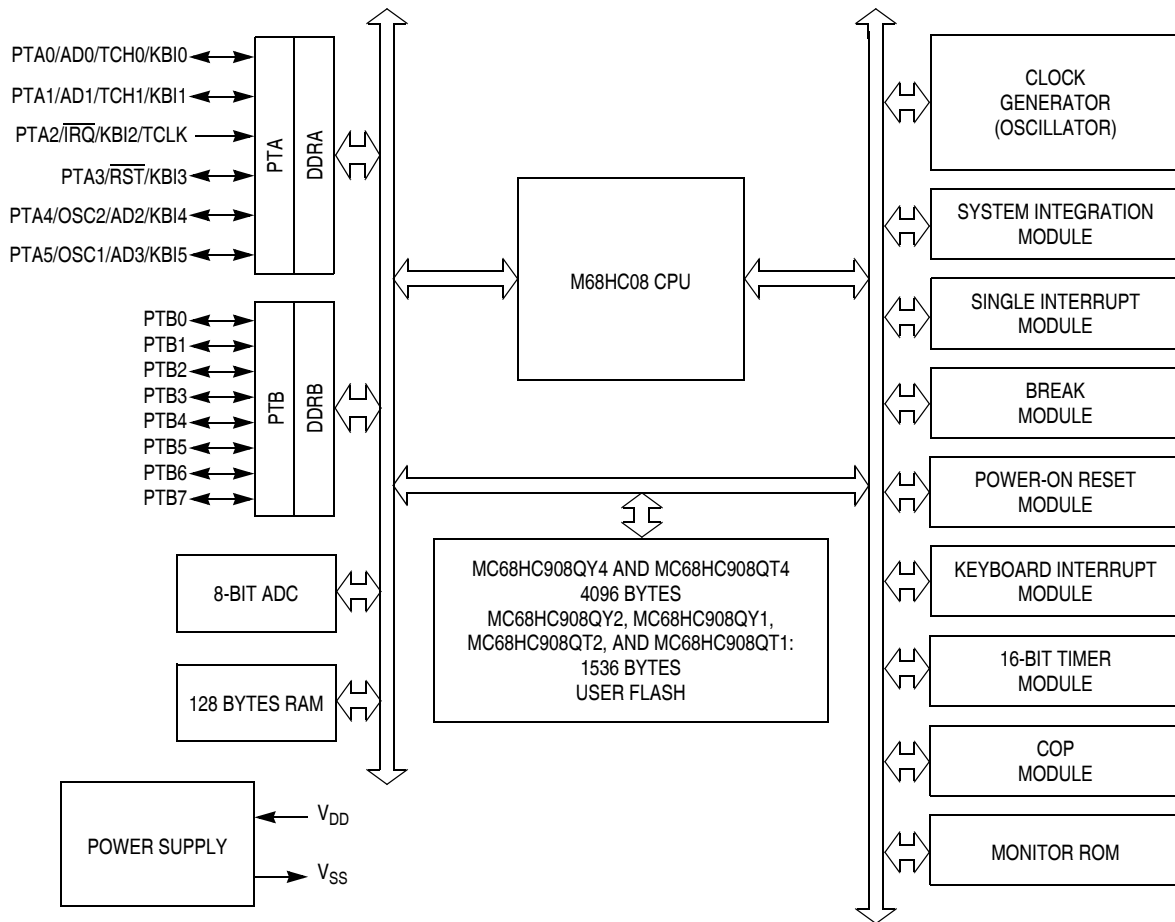 PTA0/AD0/TCH0/KBI0
PTA1/AD1/TCH1/KBI1
PTA2/I̅R̅Q̅/KBI2/TCLK
PTA3/R̅S̅T̅/KBI3
PTA4/OSC2/AD2/KBI4
PTA5/OSC1/AD3/KBI5
PTA
DDRA
PTB0
PTB1
PTB2
PTB3
PTB4
PTB5
PTB6
PTB7
PTB
DDRB
8-BIT ADC
128 BYTES RAM
POWER SUPPLY
VDD
VSS
M68HC08 CPU
MC68HC908QY4 AND MC68HC908QT4
4096 BYTES
MC68HC908QY2, MC68HC908QY1,
MC68HC908QT2, AND MC68HC908QT1:
1536 BYTES
USER FLASH
CLOCK
GENERATOR
(OSCILLATOR)
SYSTEM INTEGRATION
MODULE
SINGLE INTERRUPT
MODULE
BREAK
MODULE
POWER-ON RESET
MODULE
KEYBOARD INTERRUPT
MODULE
16-BIT TIMER
MODULE
COP
MODULE
MONITOR ROM